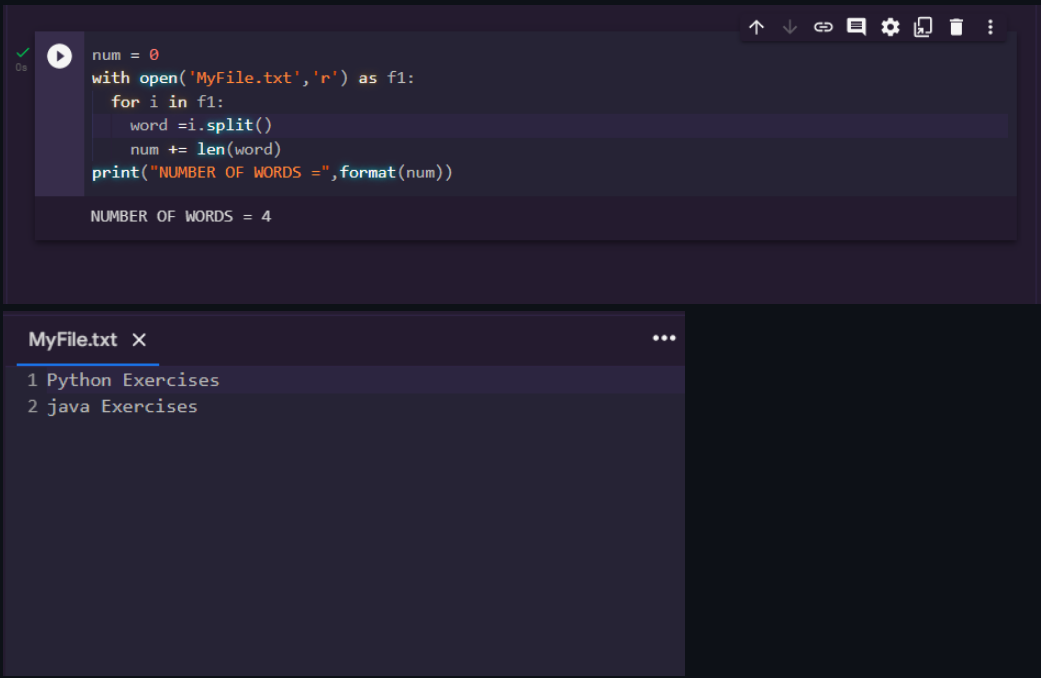 0s
num = 0
with open('MyFile.txt','r') as f1:
  for i in f1:
    word =i.split()
    num += len(word)
print("NUMBER OF WORDS =",format(num))
NUMBER OF WORDS = 4
MyFile.txt
1 Python Exercises
2 java Exercises